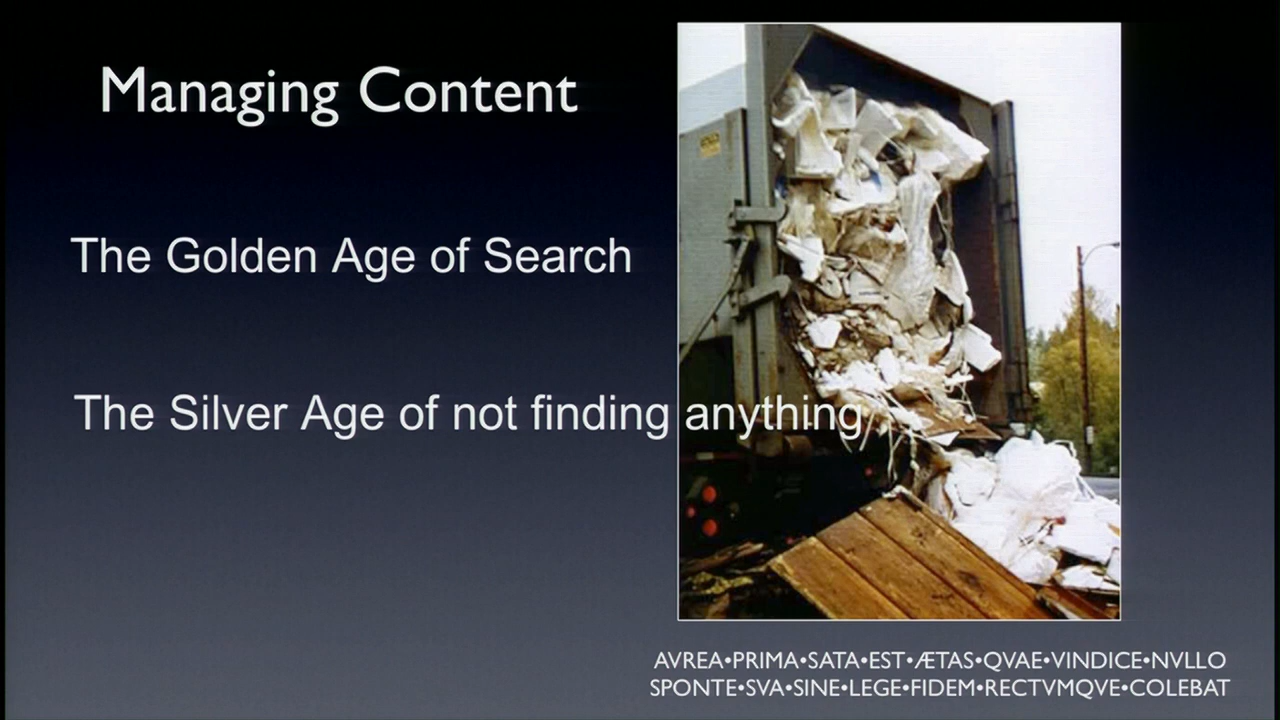 Managing Content
The Golden Age of Search
The Silver Age of not finding anything
AVREA•PRIMA•SATA•EST•ÆTAS•QVAE•VINDICE•NVLLO
SPONTE•SVA•SINE•LEGE•FIDEM•RECTVMQVE•COLEBAT